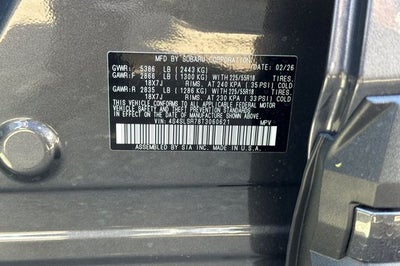 MFD BY SUBARU CORPORATION DATE: 02/26
GVWR: 5386 LB (2443 KG)
GAWR:F 2866 LB (1300 KG) WITH 225/55R18 TIRES,
18X7J RIMS, AT 240 KPA (35 PSI) COLD
GAWR:R 2835 LB (1286 KG) WITH 225/55R18 TIRES,
18X7J RIMS, AT 230 KPA (33 PSI) COLD
THIS VEHICLE CONFORMS TO ALL APPLICABLE
FEDERAL MOTOR VEHICLE SAFETY, BUMPER, AND
THEFT PREVENTION STANDARDS IN EFFECT ON THE
DATE OF MANUFACTURE SHOWN ABOVE.
VIN: 4S4SLSR78T3060621 MPV
ASSEMBLED BY SIA INC. MADE IN U.S.A.